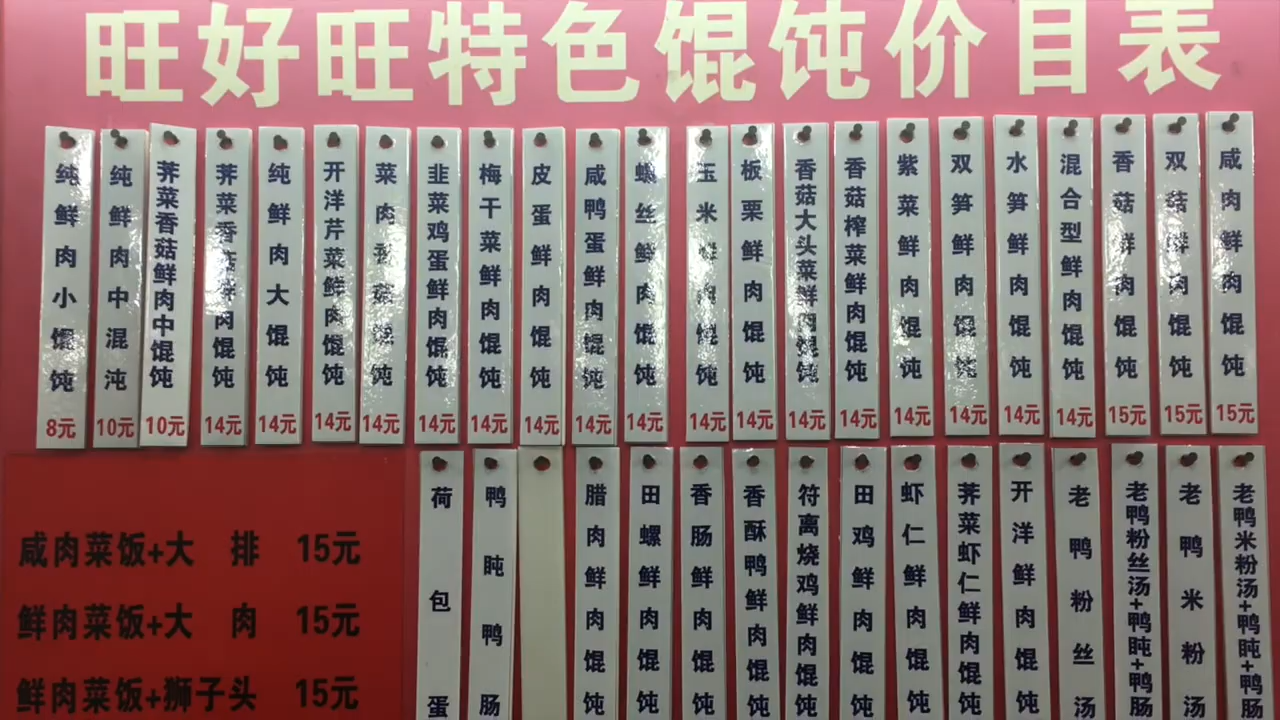 旺好旺特色馄饨价目表
纯鲜肉小馄饨 8元
纯鲜肉中混沌 10元
荠菜香菇鲜肉中馄饨 10元
荠菜香菇鲜肉馄饨 14元
纯鲜肉大馄饨 14元
开洋芹菜鲜肉馄饨 14元
菜肉香菇馄饨 14元
韭菜鸡蛋鲜肉馄饨 14元
梅干菜鲜肉馄饨 14元
皮蛋鲜肉馄饨 14元
咸鸭蛋鲜肉馄饨 14元
螺丝鲜肉馄饨 14元
玉米鲜肉馄饨 14元
板栗鲜肉馄饨 14元
香菇大头菜鲜肉馄饨 14元
香菇榨菜鲜肉馄饨 14元
紫菜鲜肉馄饨 14元
双笋鲜肉馄饨 14元
水笋鲜肉馄饨 14元
混合型鲜肉馄饨 14元
香菇鲜肉馄饨 15元
双菇鲜肉馄饨 15元
咸肉鲜肉馄饨 15元
咸肉菜饭+大 排 15元
鲜肉菜饭+大 肉 15元
鲜肉菜饭+狮子头 15元
荷包蛋
鸭肫鸭肠
腊肉鲜肉馄饨
田螺鲜肉馄饨
香肠鲜肉馄饨
香酥鸭鲜肉馄饨
符离烧鸡鲜肉馄饨
田鸡鲜肉馄饨
虾仁鲜肉馄饨
荠菜虾仁鲜肉馄饨
开洋鲜肉馄饨
老鸭粉丝汤
老鸭粉丝汤+鸭肫+鸭肠
老鸭米粉汤
老鸭米粉汤+鸭肫+鸭肠